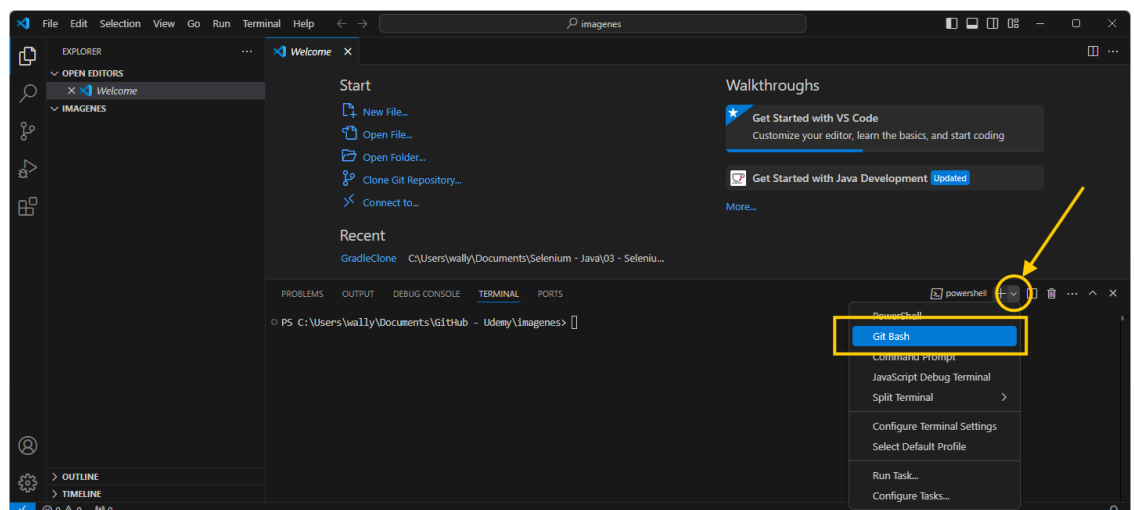 File Edit Selection View Go Run Terminal Help
imagenes
EXPLORER
Welcome
OPEN EDITORS
Welcome
IMAGENES
Start
New File...
Open File...
Open Folder...
Clone Git Repository...
Connect to...
Recent
GradleClone C:\Users\wally\Documents\Selenium - Java\03 - Seleniu...
Walkthroughs
Get Started with VS Code
Customize your editor, learn the basics, and start coding
Get Started with Java Development Updated
More...
PROBLEMS OUTPUT DEBUG CONSOLE TERMINAL PORTS
powershell
PS C:\Users\wally\Documents\GitHub - Udemy\imagenes>
PowerShell
Git Bash
Command Prompt
JavaScript Debug Terminal
Split Terminal
Configure Terminal Settings
Select Default Profile
Run Task...
Configure Tasks...
OUTLINE
TIMELINE